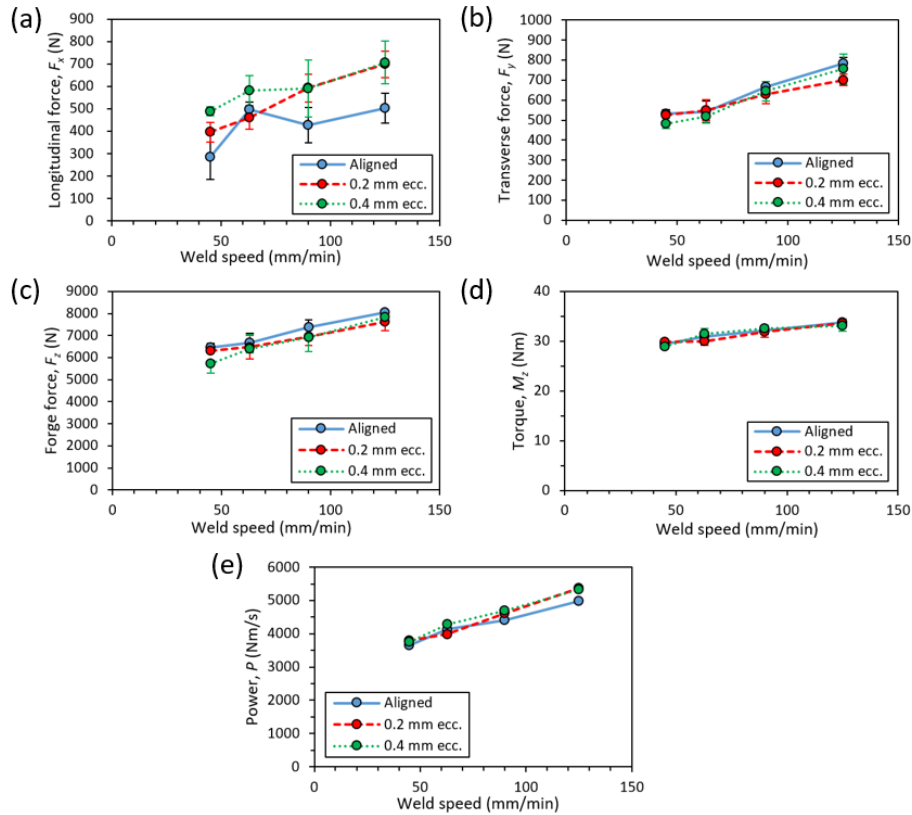 (a)
Longitudinal force, Fx (N)
900
800
700
600
500
400
300
200
100
0
Aligned
0.2 mm ecc.
0.4 mm ecc.
0 50 100 150
Weld speed (mm/min)
(b)
Transverse force, Fy (N)
1000
900
800
700
600
500
400
300
200
100
0
Aligned
0.2 mm ecc.
0.4 mm ecc.
0 50 100 150
Weld speed (mm/min)
(c)
Forge force, Fz (N)
9000
8000
7000
6000
5000
4000
3000
2000
1000
0
Aligned
0.2 mm ecc.
0.4 mm ecc.
0 50 100 150
Weld speed (mm/min)
(d)
Torque, Mz (Nm)
40
30
20
10
0
Aligned
0.2 mm ecc.
0.4 mm ecc.
0 50 100 150
Weld speed (mm/min)
(e)
Power, P (Nm/s)
6000
5000
4000
3000
2000
1000
0
Aligned
0.2 mm ecc.
0.4 mm ecc.
0 50 100 150
Weld speed (mm/min)